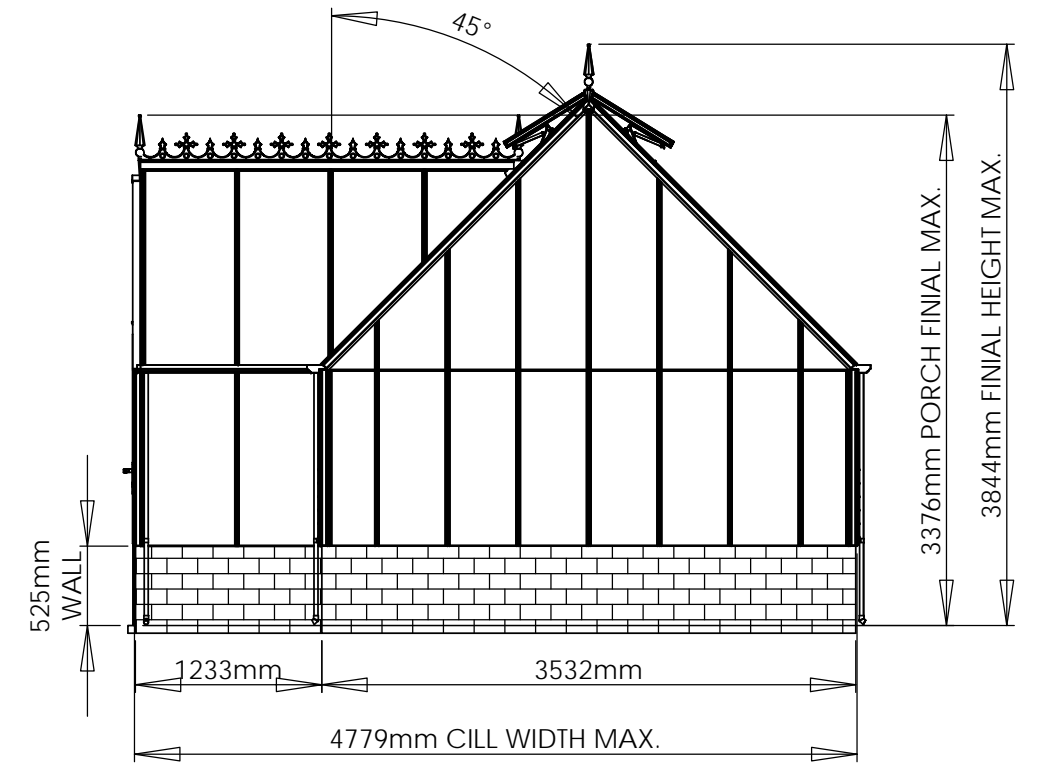 45°
3376mm PORCH FINIAL MAX.
3844mm FINIAL HEIGHT MAX.
525mm
WALL
1233mm
3532mm
4779mm CILL WIDTH MAX.